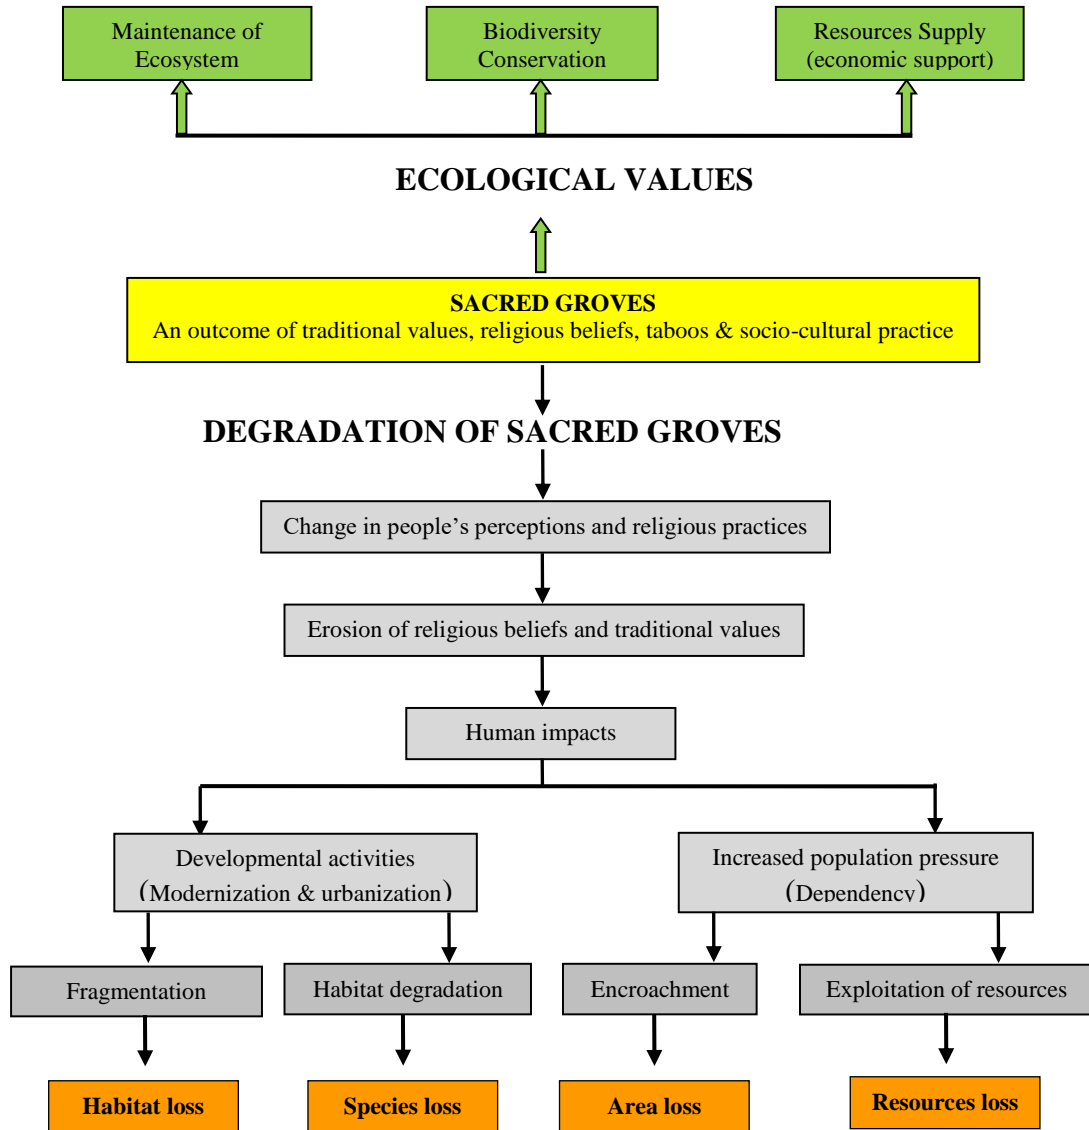 Maintenance of
Ecosystem
Biodiversity
Conservation
Resources Supply
(economic support)
ECOLOGICAL VALUES
SACRED GROVES
An outcome of traditional values, religious beliefs, taboos & socio-cultural practice
DEGRADATION OF SACRED GROVES
Change in people’s perceptions and religious practices
Erosion of religious beliefs and traditional values
Human impacts
Developmental activities
(Modernization & urbanization)
Increased population pressure
(Dependency)
Fragmentation
Habitat degradation
Encroachment
Exploitation of resources
Habitat loss
Species loss
Area loss
Resources loss